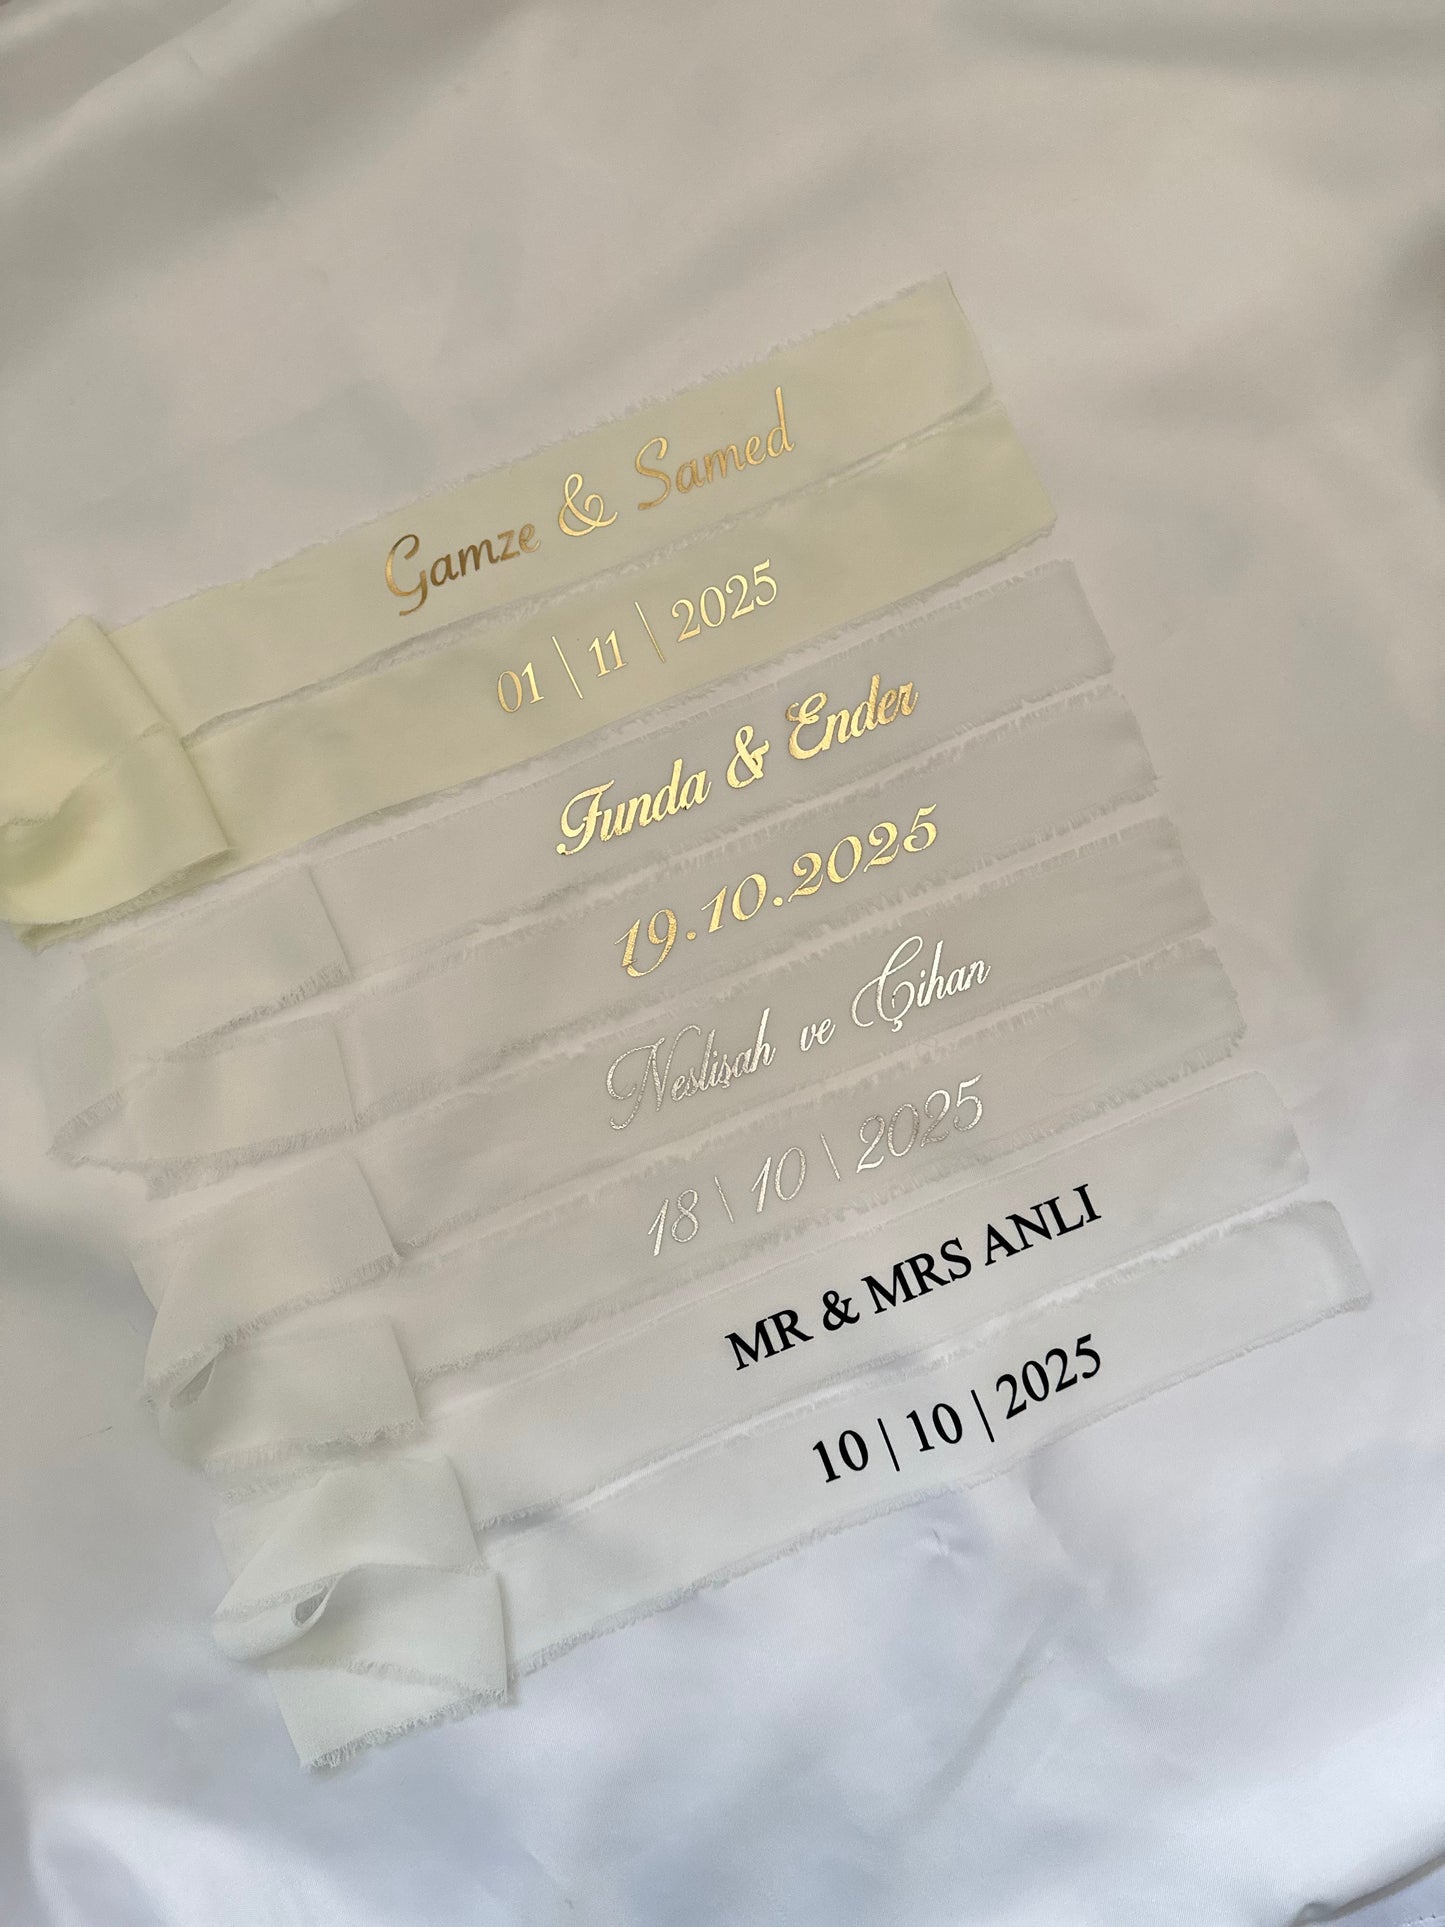 Gamze & Samed
01 | 11 | 2025
Funda & Ender
19.10.2025
Neslişah ve Çihan
18 \ 10 \ 2025
MR & MRS ANLI
10 | 10 | 2025